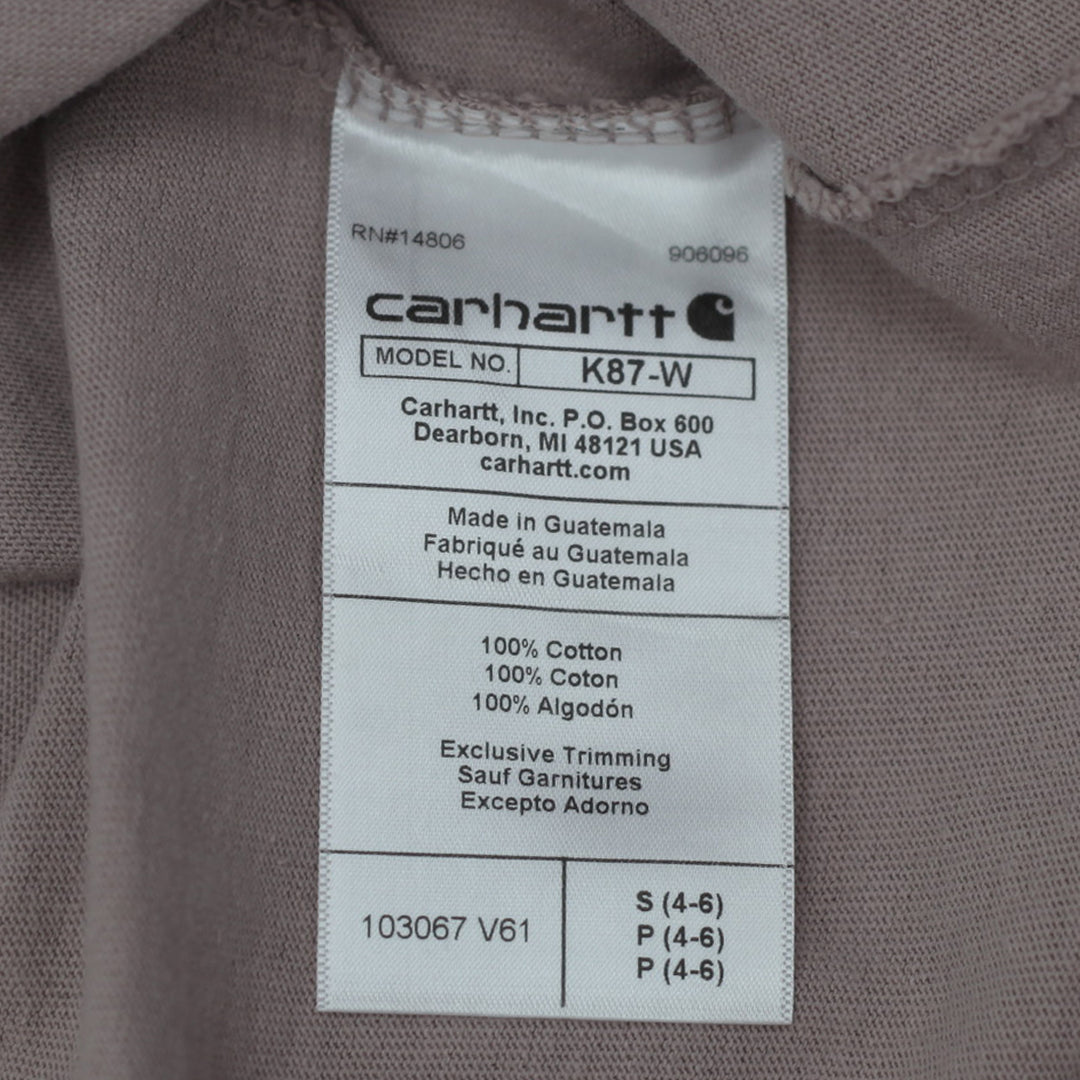 RN#14806 906096
carhartt
MODEL NO. K87-W
Carhartt, Inc. P.O. Box 600
Dearborn, MI 48121 USA
carhartt.com
Made in Guatemala
Fabriqué au Guatemala
Hecho en Guatemala
100% Cotton
100% Coton
100% Algodón
Exclusive Trimming
Sauf Garnitures
Excepto Adorno
103067 V61
S (4-6)
P (4-6)
P (4-6)